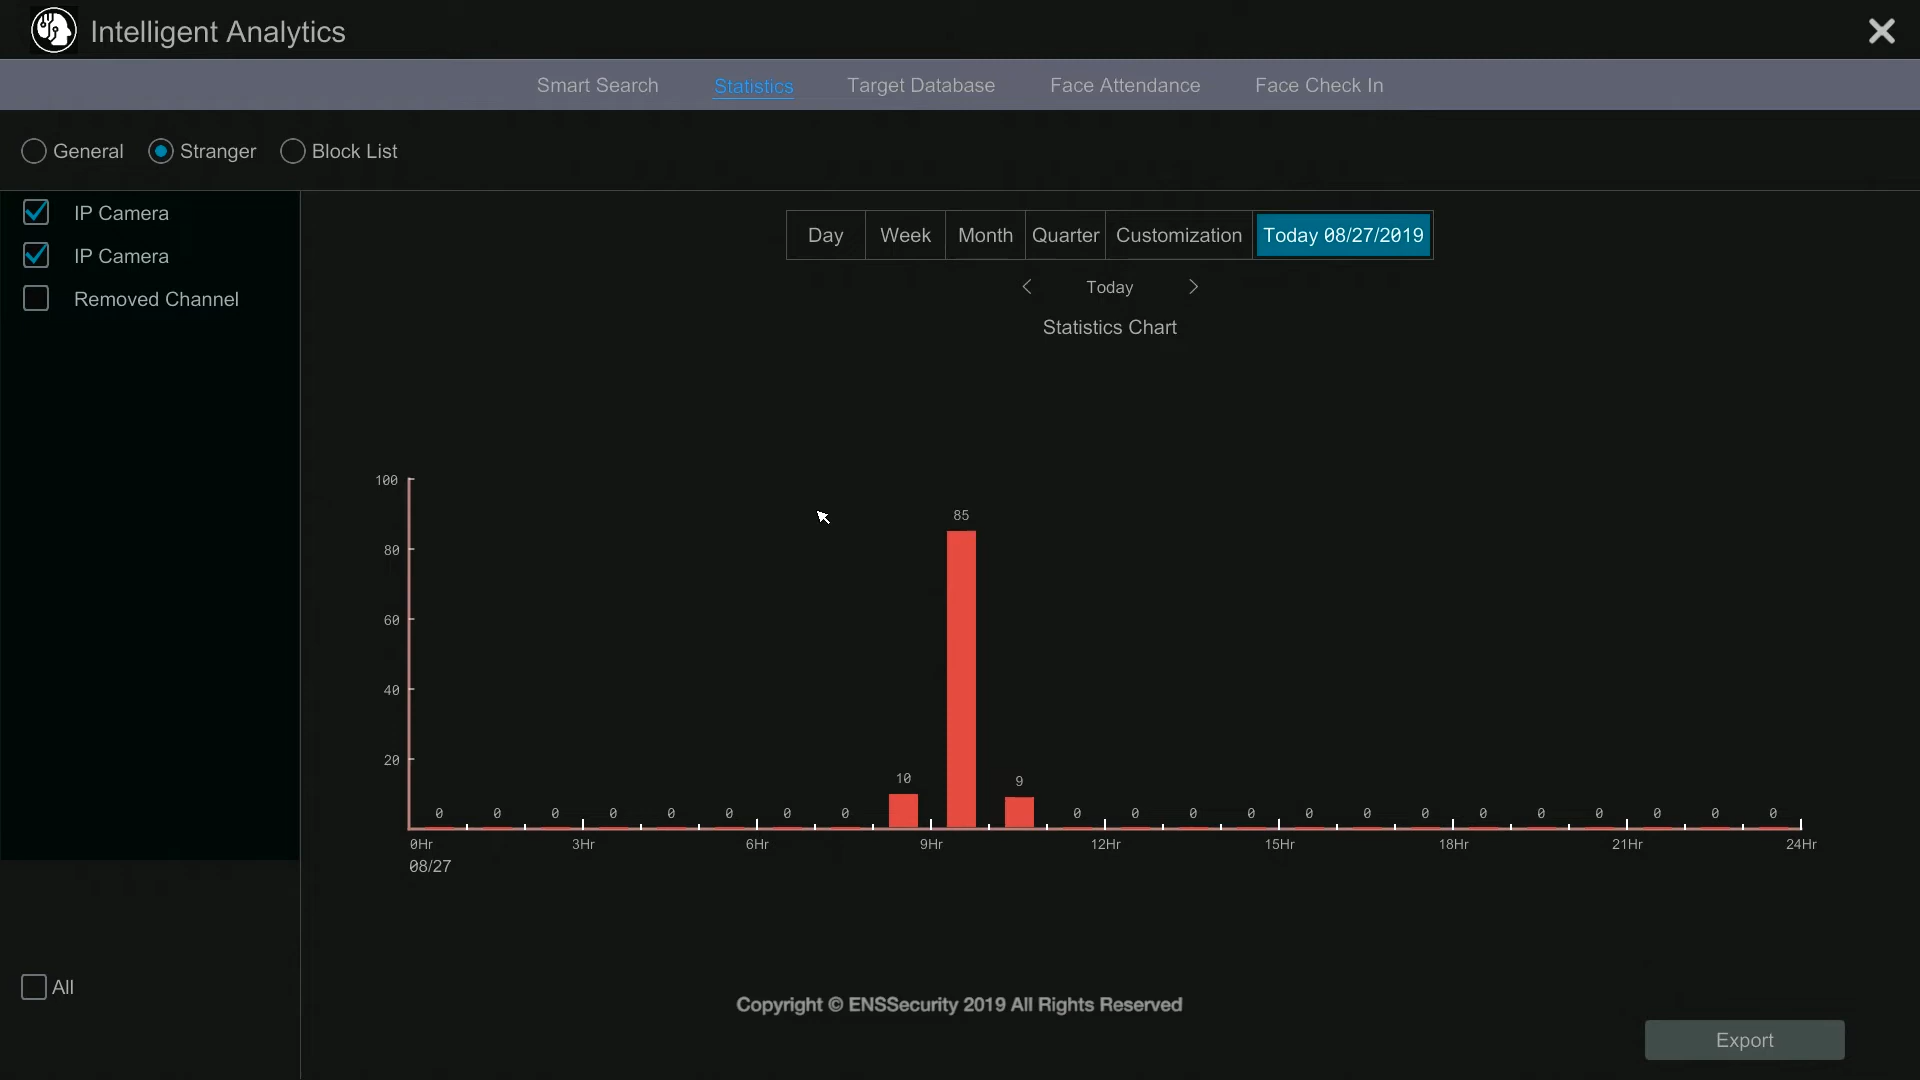 Intelligent Analytics
Smart Search Statistics Target Database Face Attendance Face Check In
General Stranger Block List
IP Camera
IP Camera
Removed Channel
All
Day Week Month Quarter Customization Today 08/27/2019
< Today >
Statistics Chart
100
80
60
40
20
0 0 0 0 0 0 0 0 10 85 9 0 0 0 0 0 0 0 0 0 0 0 0 0
0Hr 3Hr 6Hr 9Hr 12Hr 15Hr 18Hr 21Hr 24Hr
08/27
Copyright © ENSSecurity 2019 All Rights Reserved
Export